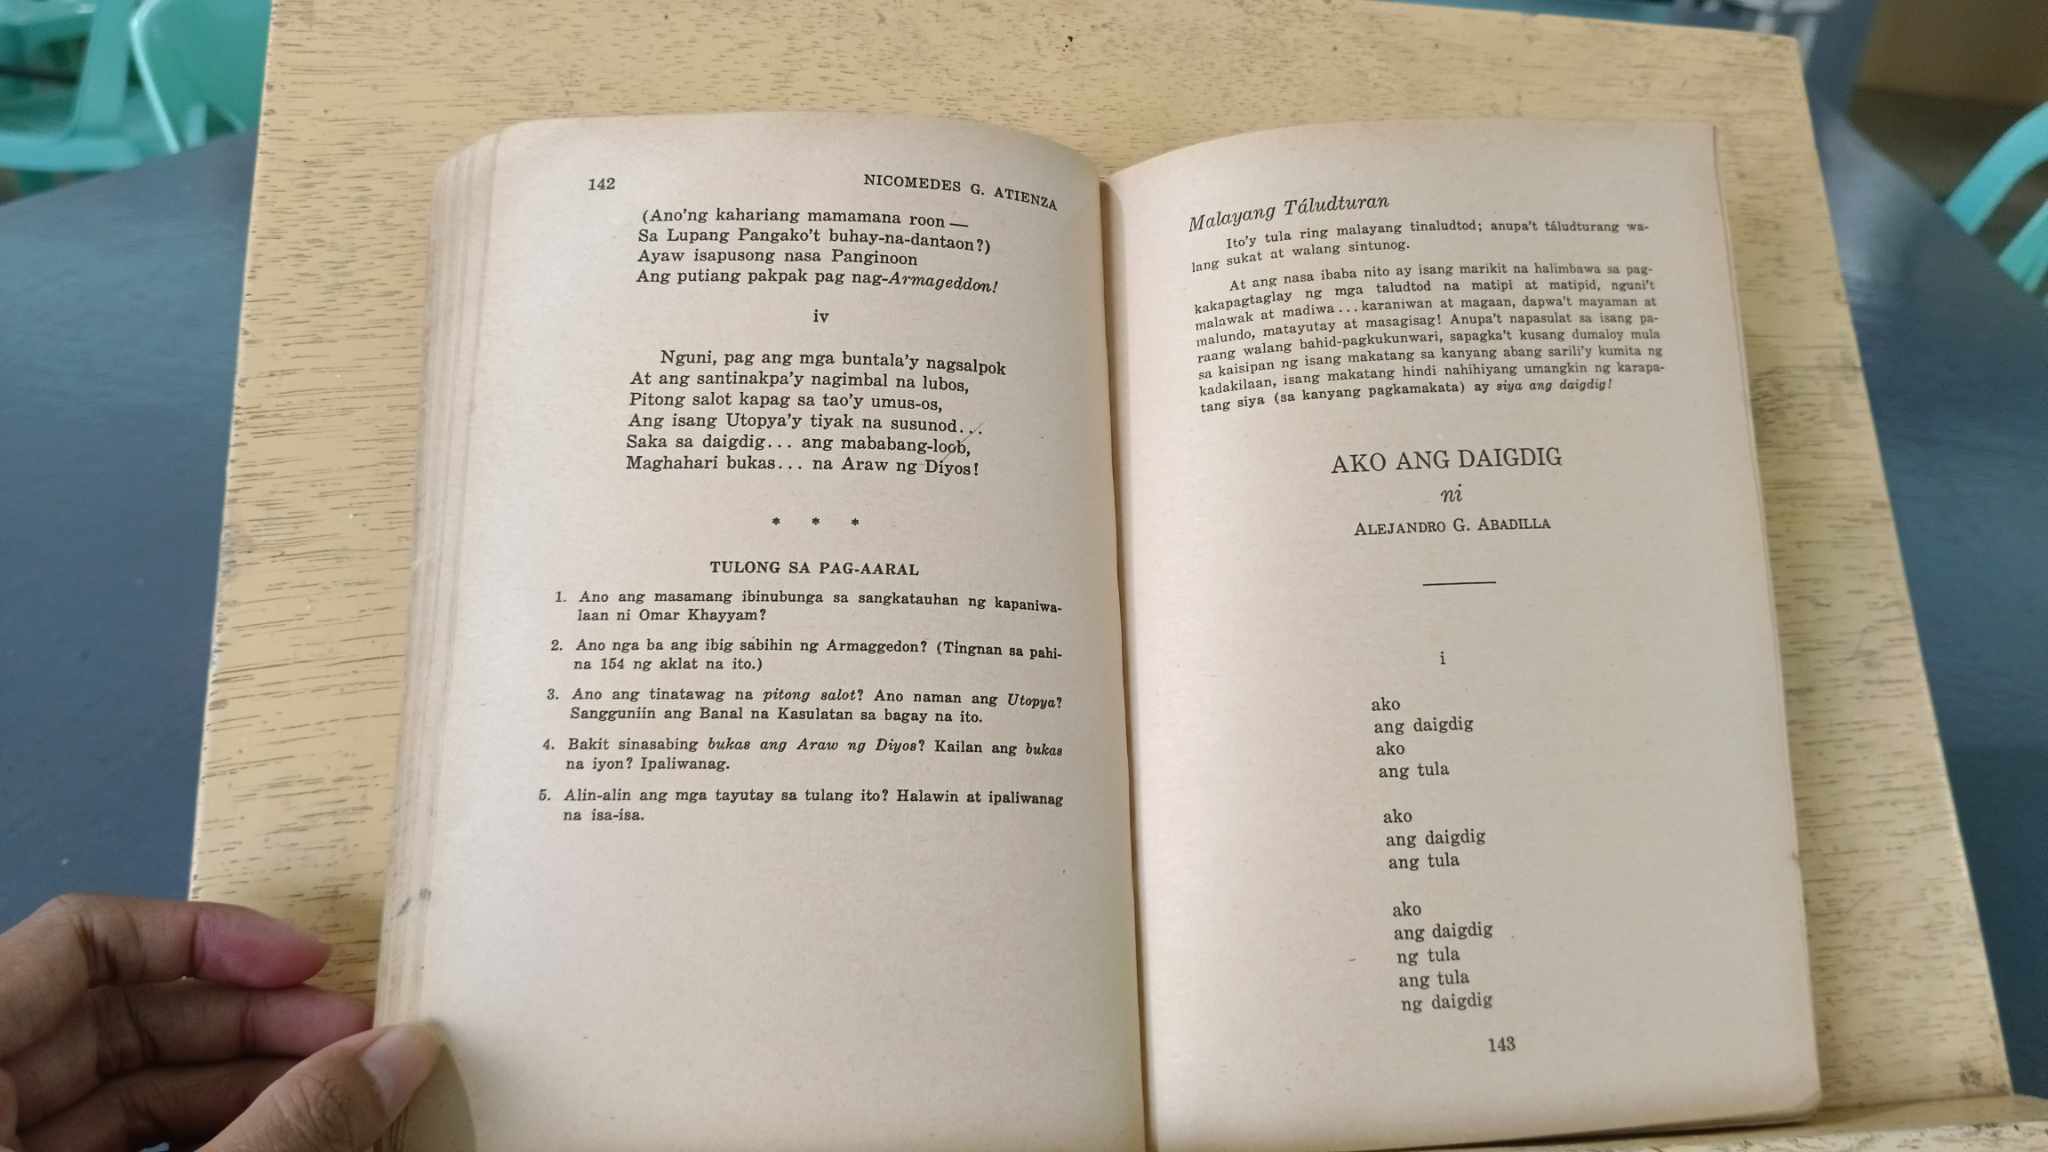 142
NICOMEDES G. ATIENZA
(Ano'ng kahariang mamamana roon —
Sa Lupang Pangako't buhay-na-dantaon?)
Ayaw isapusong nasa Panginoon
Ang putiang pakpak pag nag-Armageddon!
iv
Nguni, pag ang mga buntala'y nagsalpok
At ang santinakpa'y nagimbal na lubos,
Pitong salot kapag sa tao'y umus-os,
Ang isang Utopya'y tiyak na susunod...
Saka sa daigdig... ang mababang-loob,
Maghahari bukas... na Araw ng Diyos!
* * *
TULONG SA PAG-AARAL
1. Ano ang masamang ibinubunga sa sangkatauhan ng kapaniwa-
laan ni Omar Khayyam?
2. Ano nga ba ang ibig sabihin ng Armaggedon? (Tingnan sa pahi-
na 154 ng aklat na ito.)
3. Ano ang tinatawag na pitong salot? Ano naman ang Utopya?
Sangguniin ang Banal na Kasulatan sa bagay na ito.
4. Bakit sinasabing bukas ang Araw ng Diyos? Kailan ang bukas
na iyon? Ipaliwanag.
5. Alin-alin ang mga tayutay sa tulang ito? Halawin at ipaliwanag
na isa-isa.
Malayang Táludturan
Ito'y tula ring malayang tinaludtod; anupa't táludturang wa-
lang sukat at walang sintunog.
At ang nasa ibaba nito ay isang marikit na halimbawa sa pag-
kakapagtaglay ng mga taludtod na matipi at matipid, nguni't
malawak at madiwa... karaniwan at magaan, dapwa't mayaman at
malundo, matayutay at masagisag! Anupa't napasulat sa isang pa-
raang walang bahid-pagkukunwari, sapagka't kusang dumaloy mula
sa kaisipan ng isang makatang sa kanyang abang sarili'y kumita ng
kadakilaan, isang makatang hindi nahihiyang umangkin ng karapa-
tang siya (sa kanyang pagkamakata) ay siya ang daigdig!
AKO ANG DAIGDIG
ni
ALEJANDRO G. ABADILLA
i
ako
ang daigdig
ako
ang tula
ako
ang daigdig
ang tula
ako
ang daigdig
ng tula
ang tula
ng daigdig
143